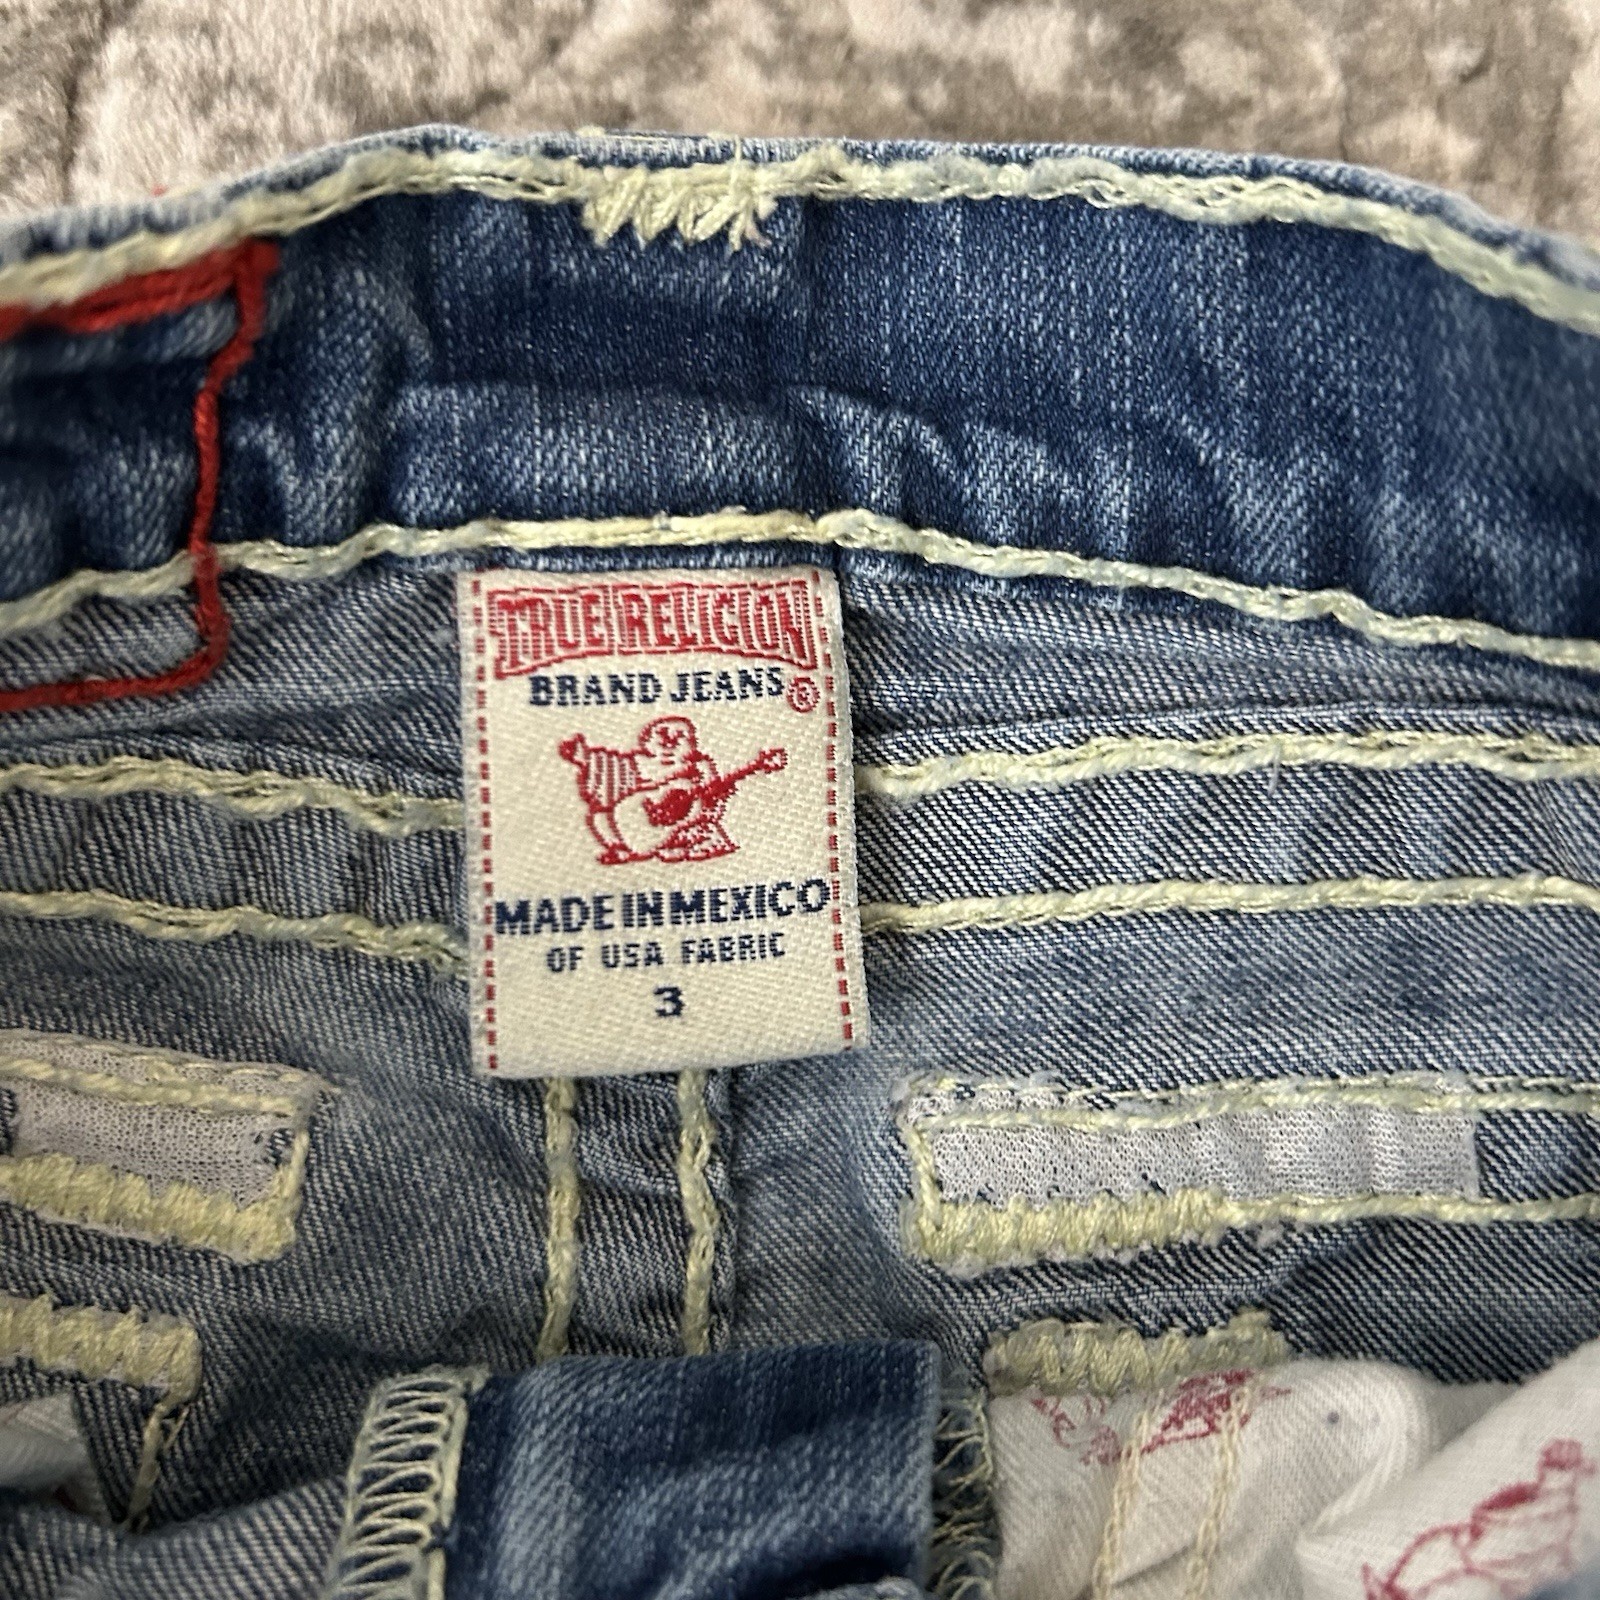 TRUE RELIGION
BRAND JEANS®
MADE IN MEXICO
OF USA FABRIC
3